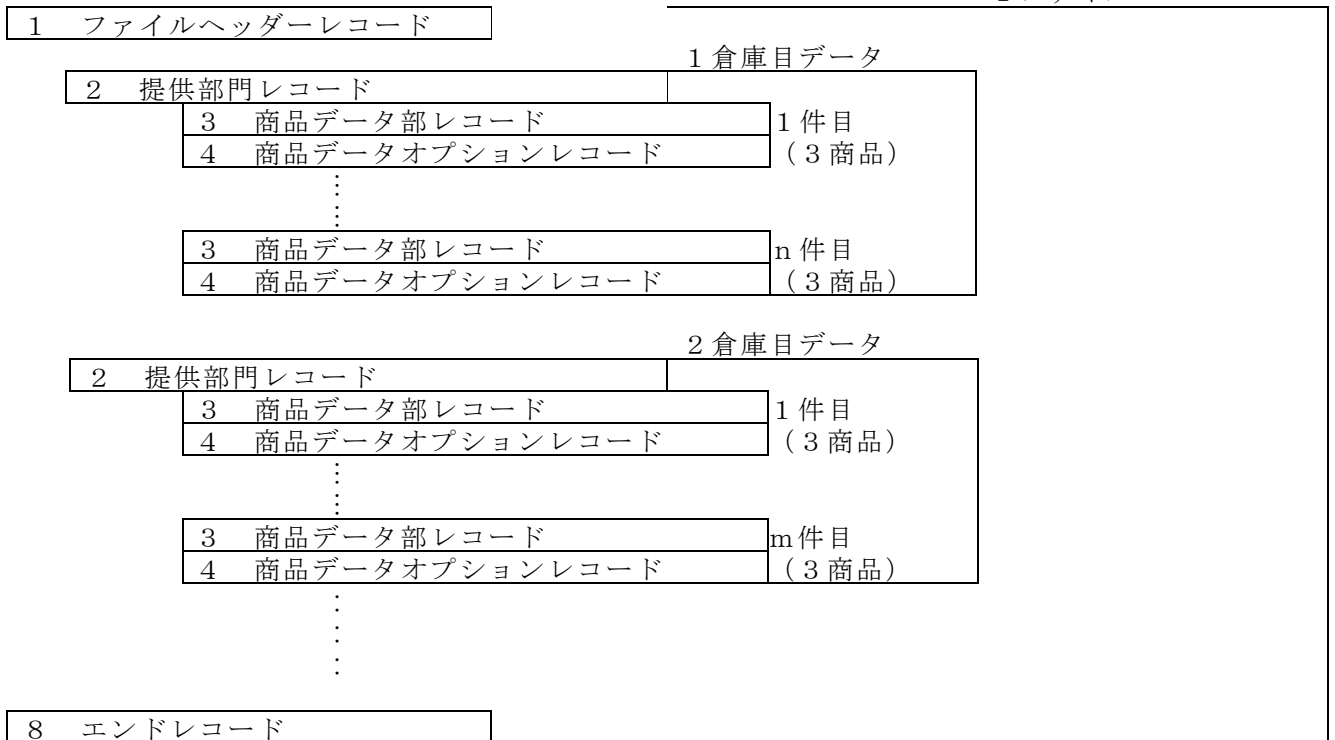 １　ファイルヘッダーレコード
１倉庫目データ
２　提供部門レコード
３　商品データ部レコード　１件目
４　商品データオプションレコード　（３商品）
３　商品データ部レコード　ｎ件目
４　商品データオプションレコード　（３商品）
２倉庫目データ
２　提供部門レコード
３　商品データ部レコード　１件目
４　商品データオプションレコード　（３商品）
３　商品データ部レコード　ｍ件目
４　商品データオプションレコード　（３商品）
８　エンドレコード